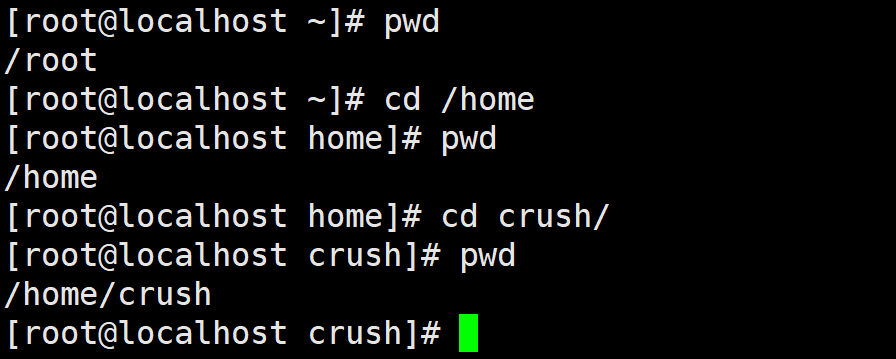 [root@localhost ~]# pwd
/root
[root@localhost ~]# cd /home
[root@localhost home]# pwd
/home
[root@localhost home]# cd crush/
[root@localhost crush]# pwd
/home/crush
[root@localhost crush]#